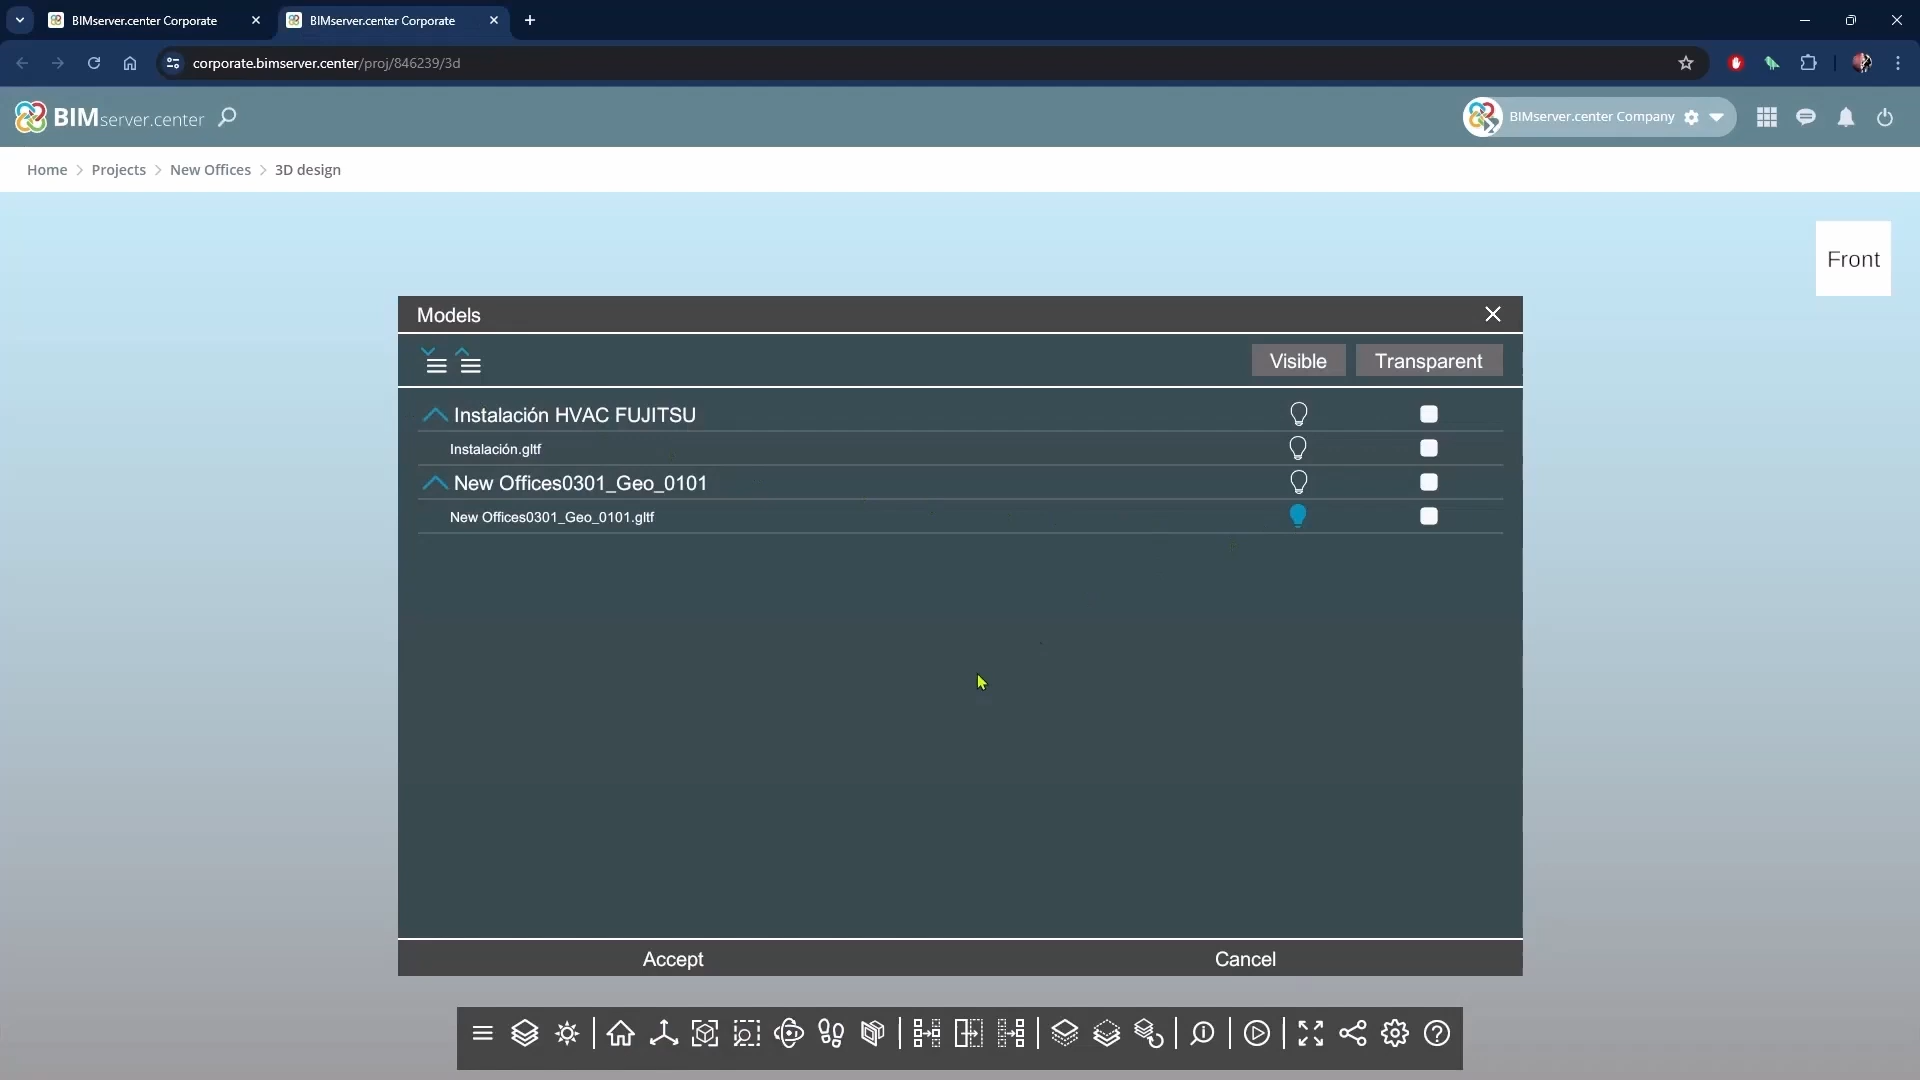 BIMserver.center Corporate
BIMserver.center Corporate
corporate.bimserver.center/proj/846239/3d
BIMserver.center
BIMserver.center Company
Home > Projects > New Offices > 3D design
Front
Models
Visible
Transparent
Instalación HVAC FUJITSU
Instalación.gltf
New Offices0301_Geo_0101
New Offices0301_Geo_0101.gltf
Accept
Cancel